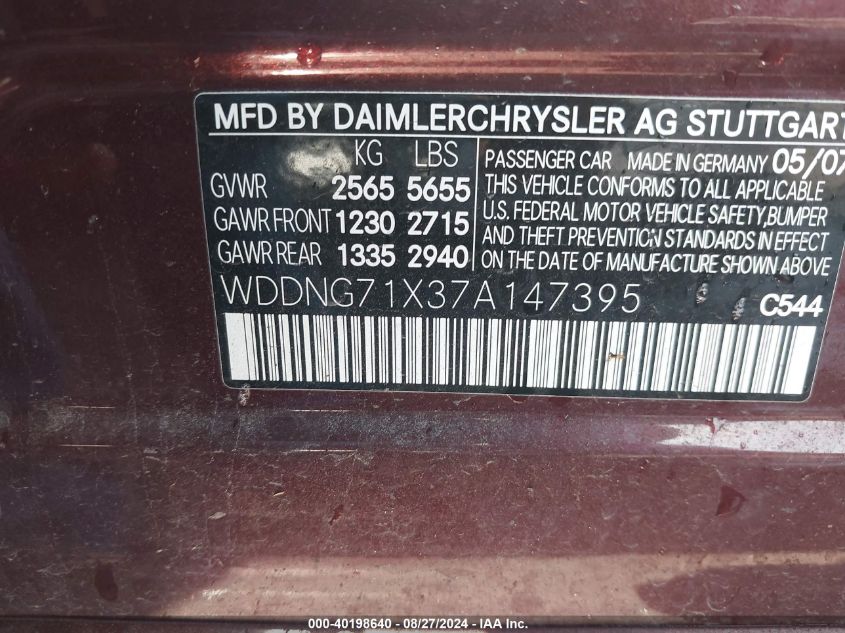 MFD BY DAIMLERCHRYSLER AG STUTTGART
KG LBS
GVWR 2565 5655
GAWR FRONT 1230 2715
GAWR REAR 1335 2940
PASSENGER CAR MADE IN GERMANY 05/07
THIS VEHICLE CONFORMS TO ALL APPLICABLE
U.S. FEDERAL MOTOR VEHICLE SAFETY,BUMPER
AND THEFT PREVENTION STANDARDS IN EFFECT
ON THE DATE OF MANUFACTURE SHOWN ABOVE
WDDNG71X37A147395 C544
000-40198640 - 08/27/2024 - IAA Inc.